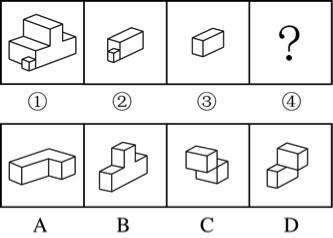 ?
① ② ③ ④
A B C D